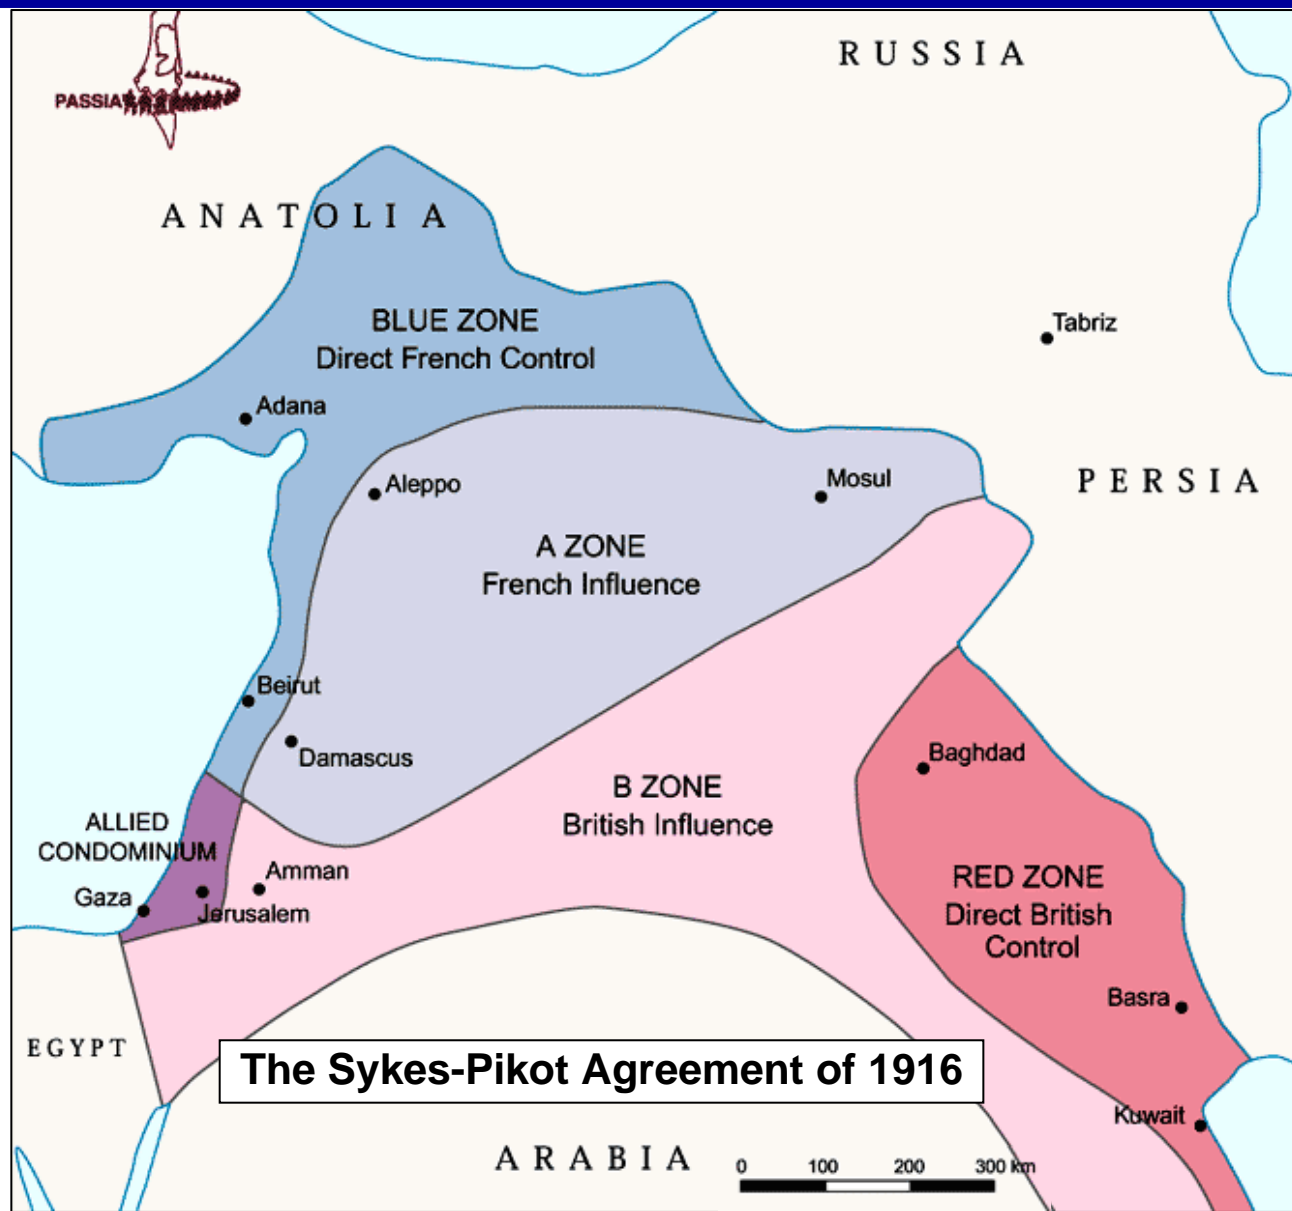 RUSSIA
PASSIA
ANATOLIA
BLUE ZONE
Direct French Control
Tabriz
Adana
PERSIA
Aleppo
Mosul
A ZONE
French Influence
Beirut
Damascus
Baghdad
B ZONE
British Influence
ALLIED
CONDOMINIUM
Amman
Gaza
Jerusalem
RED ZONE
Direct British
Control
Basra
EGYPT
The Sykes-Pikot Agreement of 1916
Kuwait
ARABIA
0 100 200 300 km